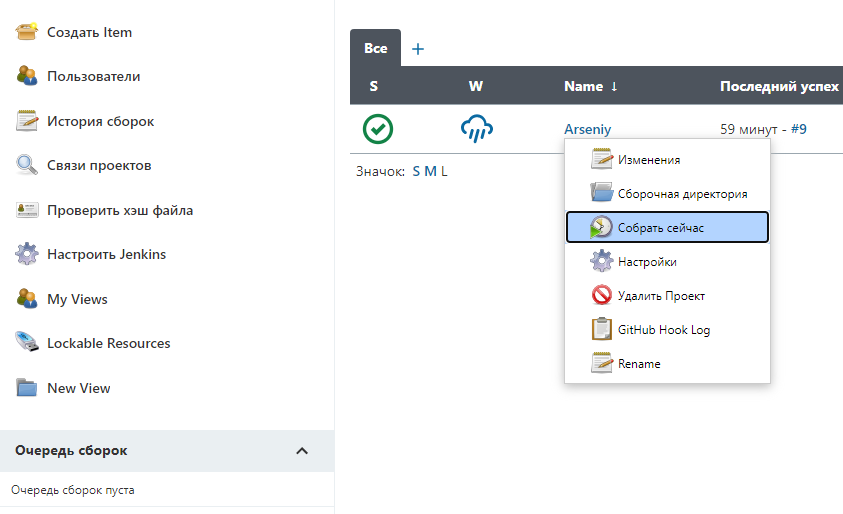 Создать Item
Пользователи
История сборок
Связи проектов
Проверить хэш файла
Настроить Jenkins
My Views
Lockable Resources
New View
Очередь сборок
Очередь сборок пуста
Все +
S W Name ↓ Последний успех
Arseniy 59 минут - #9
Значок: S M L
Изменения
Сборочная директория
Собрать сейчас
Настройки
Удалить Проект
GitHub Hook Log
Rename